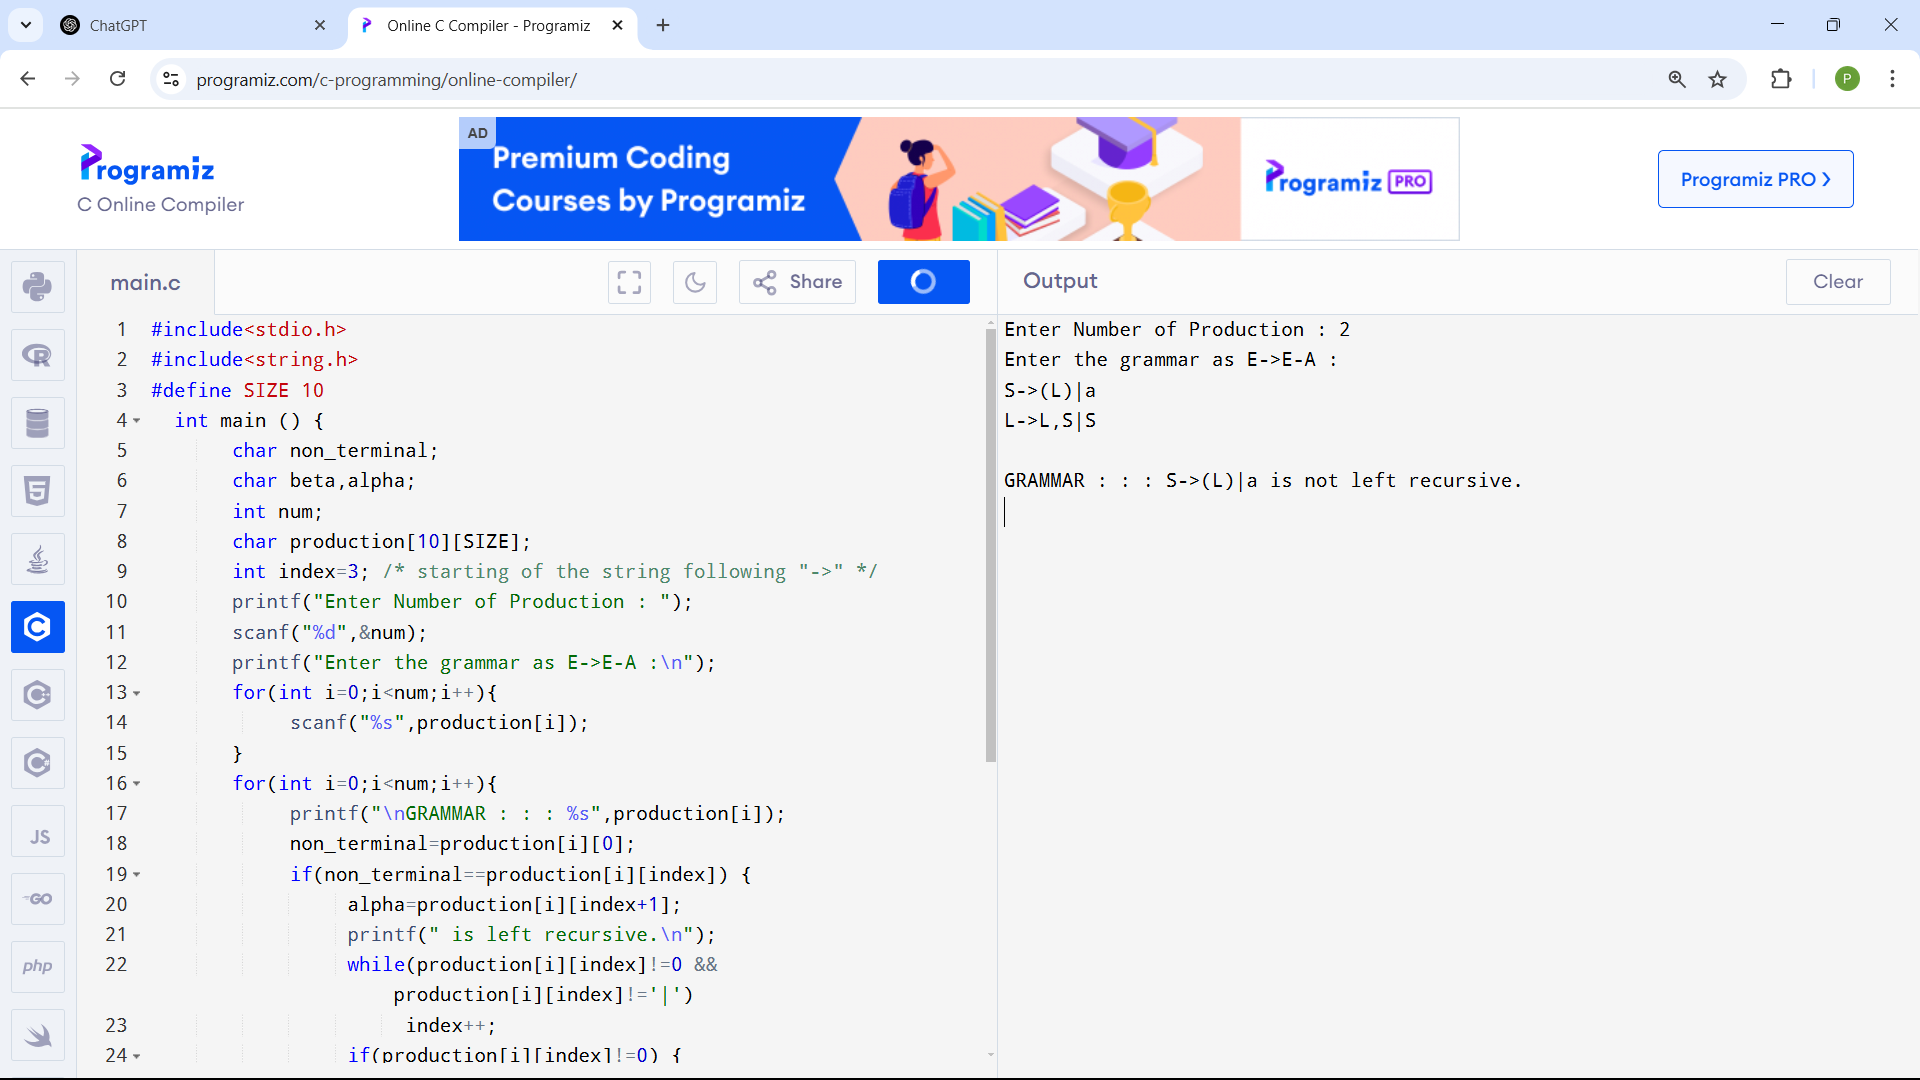 ChatGPT
Online C Compiler - Programiz
programiz.com/c-programming/online-compiler/
P
AD
Premium Coding
Courses by Programiz
Programiz PRO
Programiz
C Online Compiler
Programiz PRO
main.c
Share
Output
Clear
1 #include<stdio.h>
2 #include<string.h>
3 #define SIZE 10
4 int main () {
5 char non_terminal;
6 char beta,alpha;
7 int num;
8 char production[10][SIZE];
9 int index=3; /* starting of the string following "->" */
10 printf("Enter Number of Production : ");
11 scanf("%d",&num);
12 printf("Enter the grammar as E->E-A :\n");
13 for(int i=0;i<num;i++){
14 scanf("%s",production[i]);
15 }
16 for(int i=0;i<num;i++){
17 printf("\nGRAMMAR : : : %s",production[i]);
18 non_terminal=production[i][0];
19 if(non_terminal==production[i][index]) {
20 alpha=production[i][index+1];
21 printf(" is left recursive.\n");
22 while(production[i][index]!=0 &&
production[i][index]!='|')
23 index++;
24 if(production[i][index]!=0) {
Enter Number of Production : 2
Enter the grammar as E->E-A :
S->(L)|a
L->L,S|S
GRAMMAR : : : S->(L)|a is not left recursive.
JS
GO
php